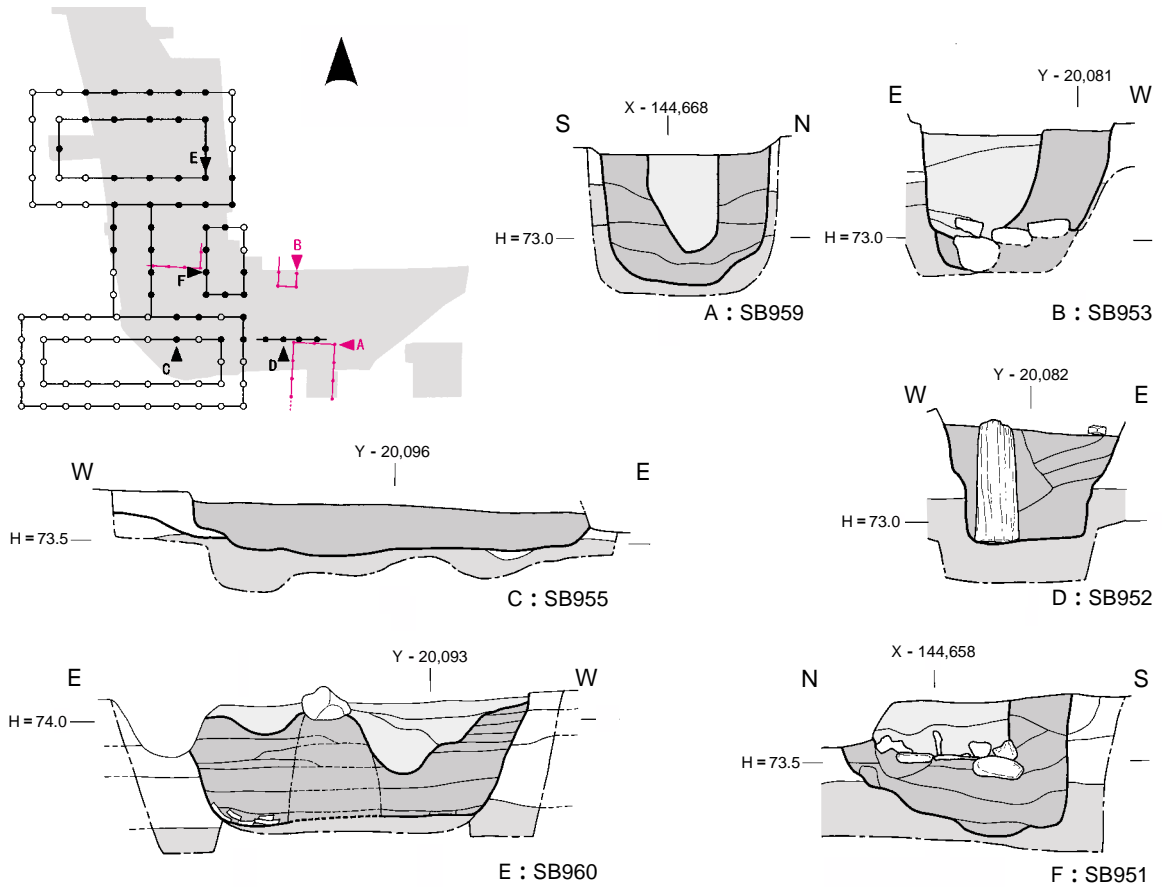 E
F
B
A
C
D
X - 144,668
S
N
H = 73.0
A : SB959
Y - 20,081
E
W
H = 73.0
B : SB953
Y - 20,096
W
E
H = 73.5
C : SB955
Y - 20,082
W
E
H = 73.0
D : SB952
Y - 20,093
E
W
H = 74.0
E : SB960
X - 144,658
N
S
H = 73.5
F : SB951